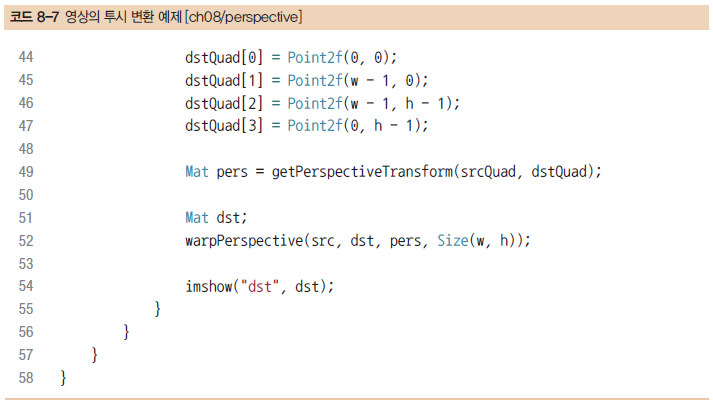 코드 8-7 영상의 투시 변환 예제 [ch08/perspective]
44 dstQuad[0] = Point2f(0, 0);
45 dstQuad[1] = Point2f(w - 1, 0);
46 dstQuad[2] = Point2f(w - 1, h - 1);
47 dstQuad[3] = Point2f(0, h - 1);
48
49 Mat pers = getPerspectiveTransform(srcQuad, dstQuad);
50
51 Mat dst;
52 warpPerspective(src, dst, pers, Size(w, h));
53
54 imshow("dst", dst);
55 }
56 }
57 }
58 }